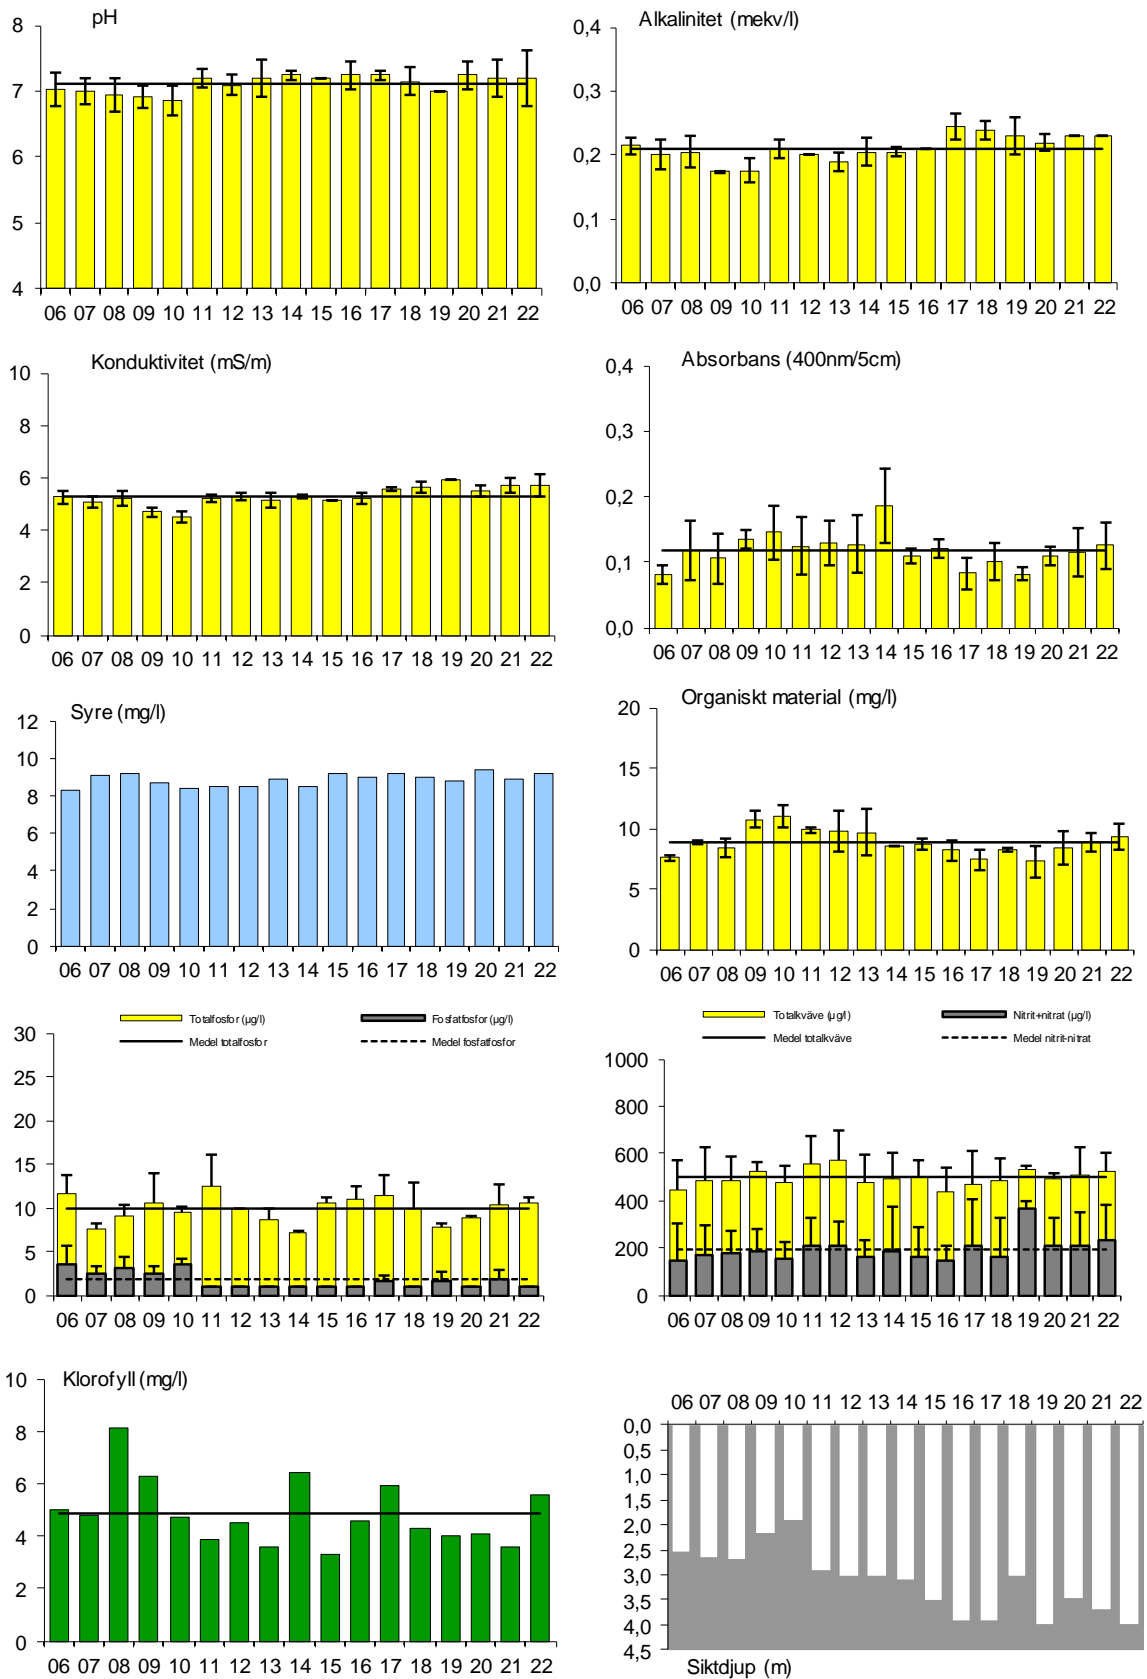 pH
8
7
6
5
4
06 07 08 09 10 11 12 13 14 15 16 17 18 19 20 21 22
Alkalinitet (mekv/l)
0,4
0,3
0,2
0,1
0,0
06 07 08 09 10 11 12 13 14 15 16 17 18 19 20 21 22
Konduktivitet (mS/m)
10
8
6
4
2
0
06 07 08 09 10 11 12 13 14 15 16 17 18 19 20 21 22
Absorbans (400nm/5cm)
0,4
0,3
0,2
0,1
0,0
06 07 08 09 10 11 12 13 14 15 16 17 18 19 20 21 22
Syre (mg/l)
12
10
8
6
4
2
0
06 07 08 09 10 11 12 13 14 15 16 17 18 19 20 21 22
Organiskt material (mg/l)
20
15
10
5
0
06 07 08 09 10 11 12 13 14 15 16 17 18 19 20 21 22
Totalfosfor (µg/l) Fosfatfosfor (µg/l)
Medel totalfosfor Medel fosfatfosfor
30
25
20
15
10
5
0
06 07 08 09 10 11 12 13 14 15 16 17 18 19 20 21 22
Totalkväve (µg/l) Nitrit+nitrat (µg/l)
Medel totalkväve Medel nitrit-nitrat
1000
800
600
400
200
0
06 07 08 09 10 11 12 13 14 15 16 17 18 19 20 21 22
Klorofyll (mg/l)
10
8
6
4
2
0
06 07 08 09 10 11 12 13 14 15 16 17 18 19 20 21 22
06 07 08 09 10 11 12 13 14 15 16 17 18 19 20 21 22
0,0
0,5
1,0
1,5
2,0
2,5
3,0
3,5
4,0
4,5
Siktdjup (m)